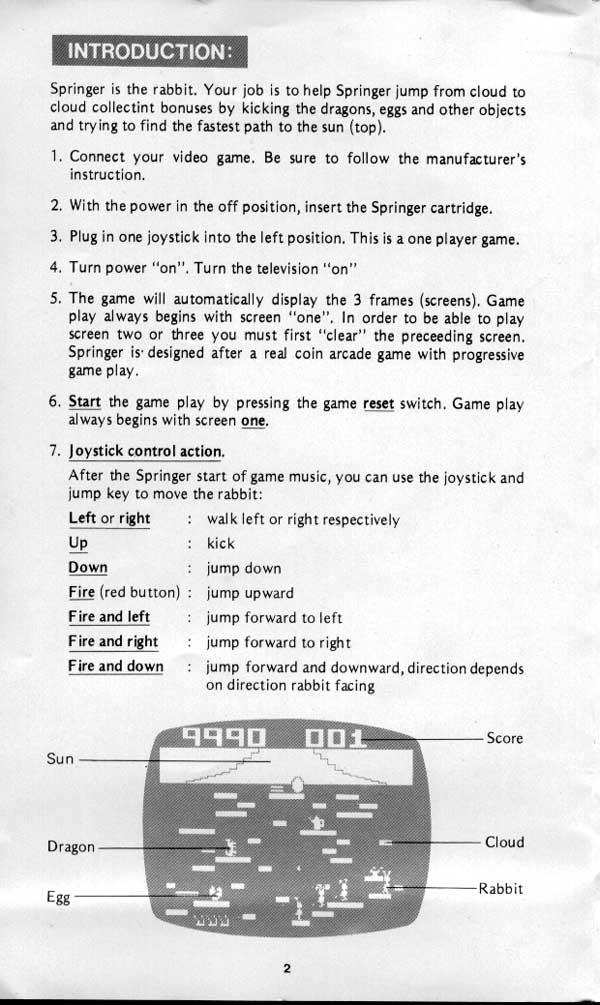 INTRODUCTION:
Springer is the rabbit. Your job is to help Springer jump from cloud to
cloud collectint bonuses by kicking the dragons, eggs and other objects
and trying to find the fastest path to the sun (top).
1. Connect your video game. Be sure to follow the manufacturer's
instruction.
2. With the power in the off position, insert the Springer cartridge.
3. Plug in one joystick into the left position. This is a one player game.
4. Turn power "on". Turn the television "on"
5. The game will automatically display the 3 frames (screens). Game
play always begins with screen "one". In order to be able to play
screen two or three you must first "clear" the preceeding screen.
Springer is designed after a real coin arcade game with progressive
game play.
6. Start the game play by pressing the game reset switch. Game play
always begins with screen one.
7. Joystick control action.
After the Springer start of game music, you can use the joystick and
jump key to move the rabbit:
Left or right : walk left or right respectively
Up : kick
Down : jump down
Fire (red button) : jump upward
Fire and left : jump forward to left
Fire and right : jump forward to right
Fire and down : jump forward and downward, direction depends
on direction rabbit facing
9990 001
Score
Sun
Dragon
Cloud
Rabbit
Egg
2